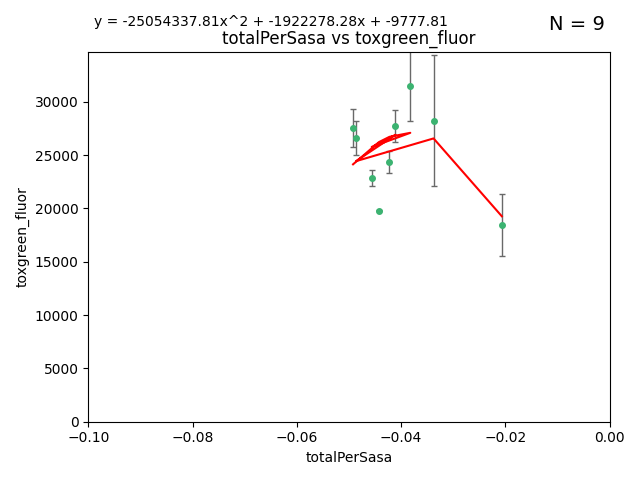 y = -25054337.81x^2 + -1922278.28x + -9777.81
N = 9
totalPerSasa vs toxgreen_fluor
toxgreen_fluor
30000
25000
20000
15000
10000
5000
0
−0.10
−0.08
−0.06
−0.04
−0.02
0.00
totalPerSasa